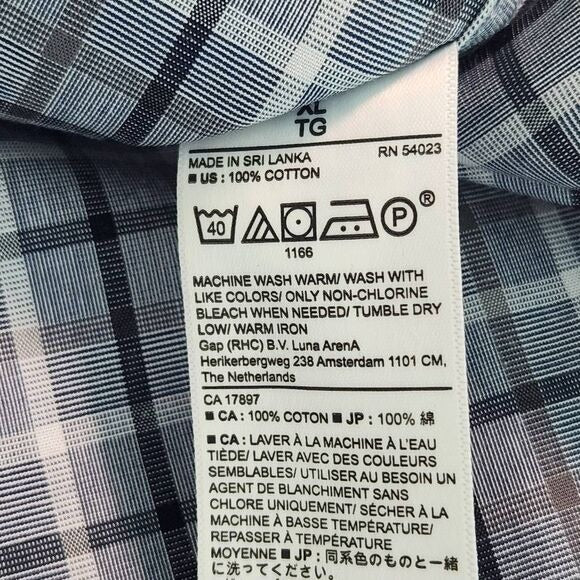 XL
TG
MADE IN SRI LANKA RN 54023
■ US : 100% COTTON
40 P ®
1166
MACHINE WASH WARM/ WASH WITH
LIKE COLORS/ ONLY NON-CHLORINE
BLEACH WHEN NEEDED/ TUMBLE DRY
LOW/ WARM IRON
Gap (RHC) B.V. Luna ArenA
Herikerbergweg 238 Amsterdam 1101 CM,
The Netherlands
CA 17897
■ CA : 100% COTON ■ JP : 100% 綿
■ CA : LAVER À LA MACHINE À L'EAU
TIÈDE/ LAVER AVEC DES COULEURS
SEMBLABLES/ UTILISER AU BESOIN UN
AGENT DE BLANCHIMENT SANS
CHLORE UNIQUEMENT/ SÉCHER À LA
MACHINE À BASSE TEMPÉRATURE/
REPASSER À TEMPÉRATURE
MOYENNE ■ JP : 同系色のものと一緒
に洗ってください